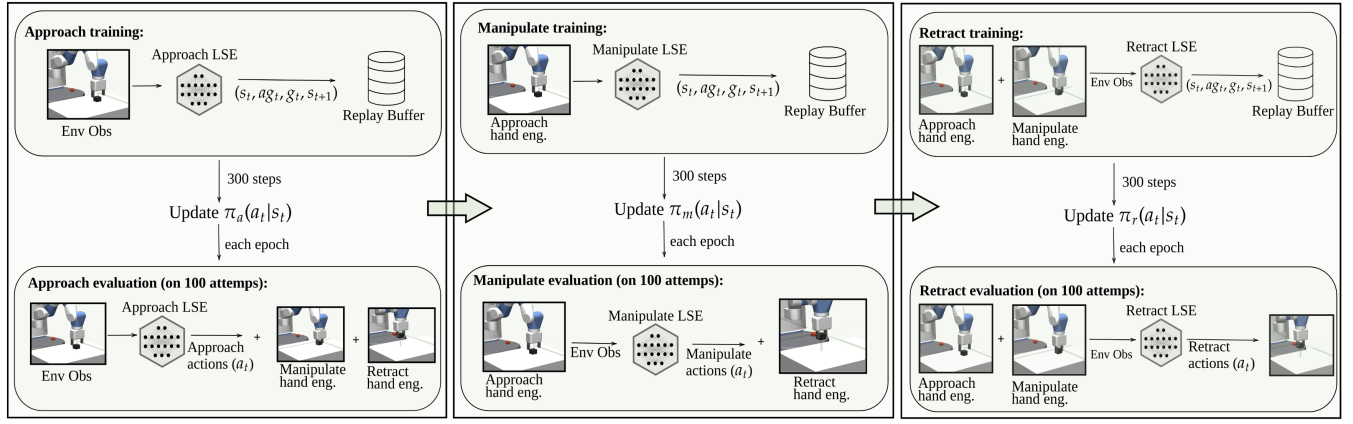 Approach training:
Approach LSE
(s_t, ag_t, g_t, s_{t+1})
Env Obs
Replay Buffer
300 steps
Update π_a(a_t|s_t)
each epoch
Approach evaluation (on 100 attemps):
Approach LSE
+
+
Approach
actions (a_t)
Env Obs
Manipulate
hand eng.
Retract
hand eng.
Manipulate training:
Manipulate LSE
(s_t, ag_t, g_t, s_{t+1})
Approach
hand eng.
Replay Buffer
300 steps
Update π_m(a_t|s_t)
each epoch
Manipulate evaluation (on 100 attemps):
Manipulate LSE
Env Obs
+
Manipulate
actions (a_t)
Approach
hand eng.
Retract
hand eng.
Retract training:
Retract LSE
+
Env Obs
(s_t, ag_t, g_t, s_{t+1})
Approach
hand eng.
Manipulate
hand eng.
Replay Buffer
300 steps
Update π_r(a_t|s_t)
each epoch
Retract evaluation (on 100 attemps):
Retract LSE
+
Env Obs
Retract
actions (a_t)
Approach
hand eng.
Manipulate
hand eng.